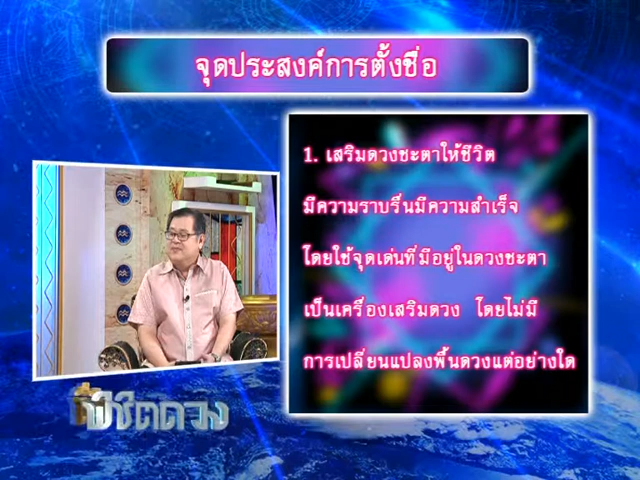 จุดประสงค์การตั้งชื่อ
1. เสริมดวงชะตาให้ชีวิต
มีความราบรื่นมีความสำเร็จ
โดยใช้จุดเด่นที่มีอยู่ในดวงชะตา
เป็นเครื่องเสริมดวง โดยไม่มี
การเปลี่ยนแปลงพื้นดวงแต่อย่างใด
พิชิตดวง